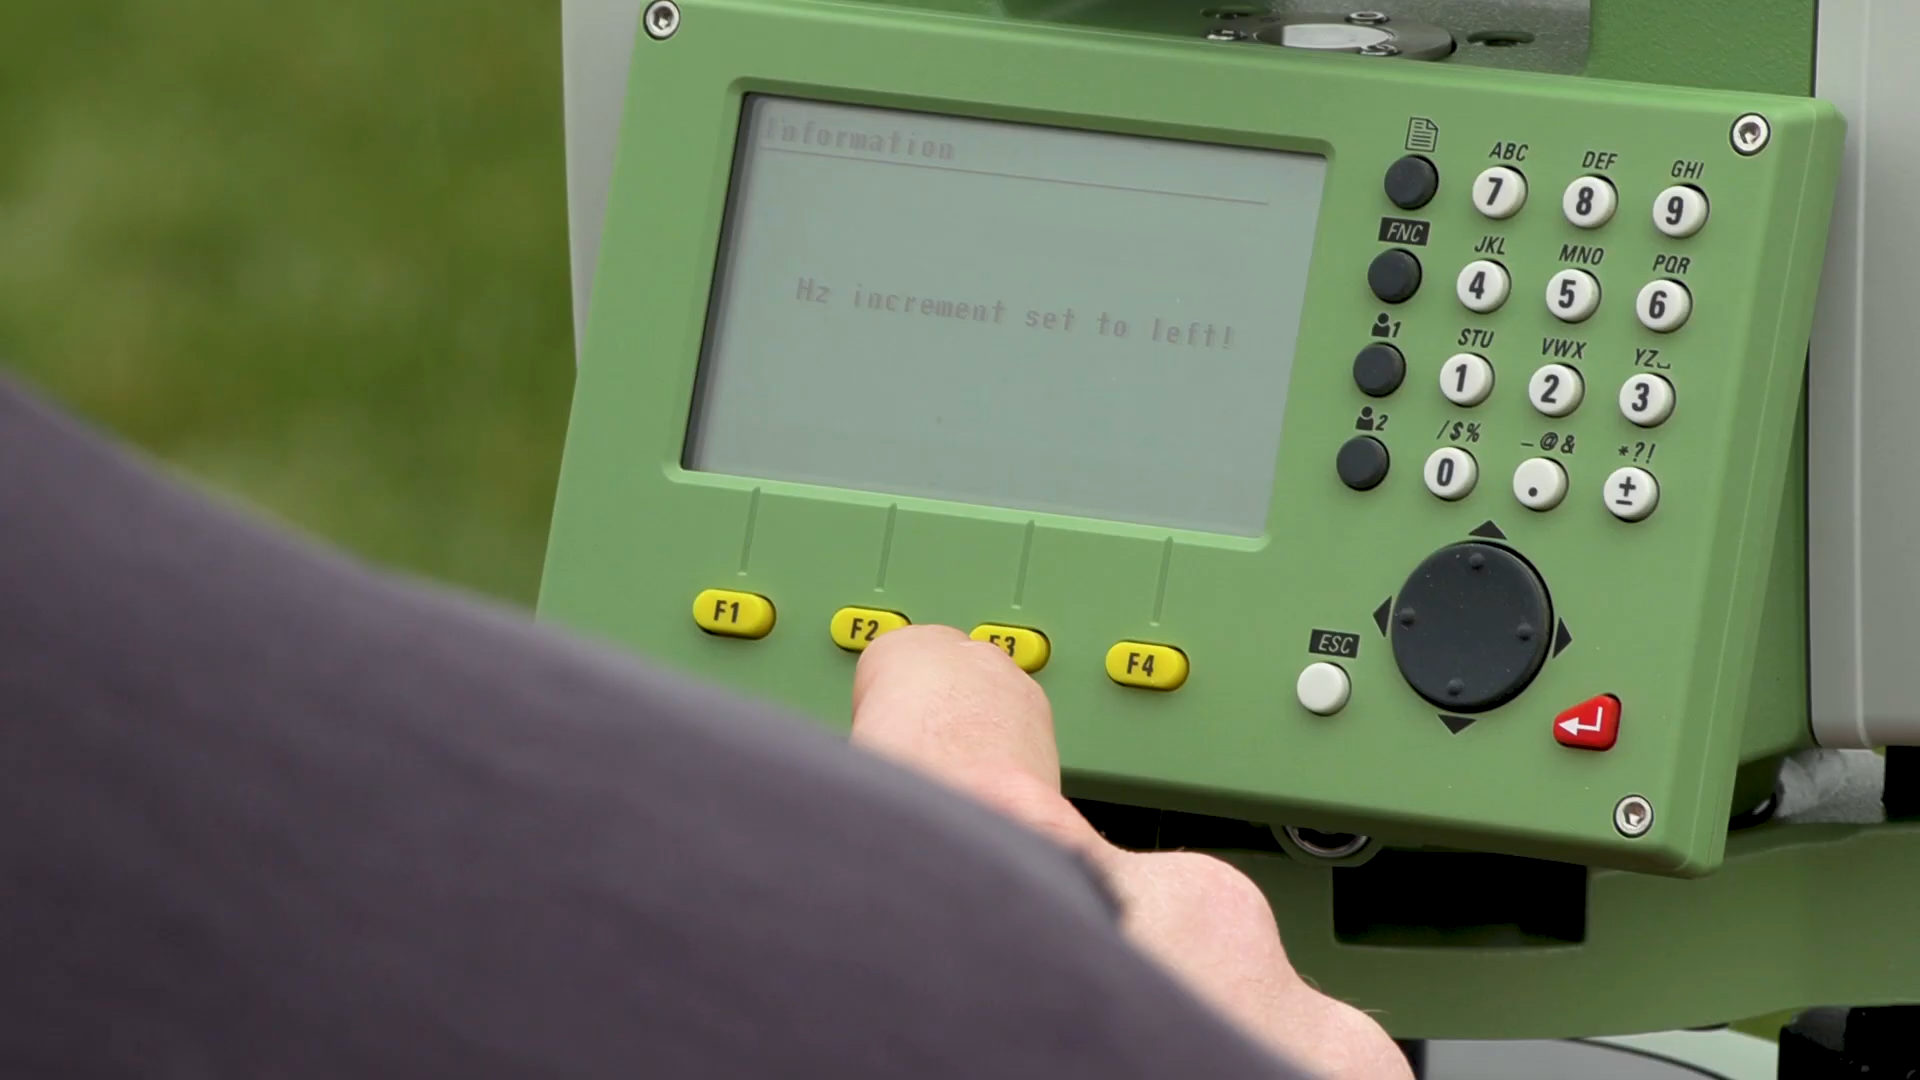 Information
Hz increment set to left!
ABC DEF GHI
7 8 9
FNC
JKL MNO PQR
4 5 6
1
STU VWX YZ⎵
1 2 3
2
/$% _@& *?!
0 . ±
F1 F2 F3 F4
ESC